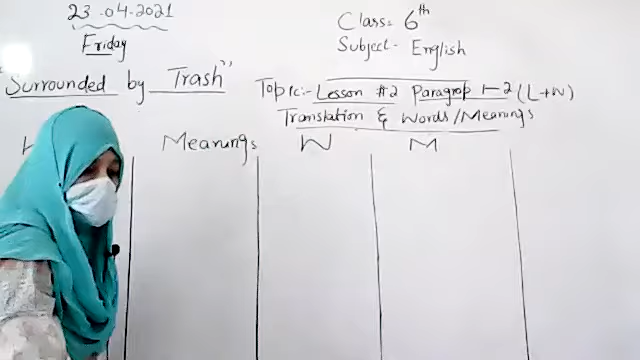 23.04.2021
Friday
Class= 6th
Subject- English
"Surrounded by Trash"
Topic:- Lesson #2 Paragrap 1-2 (L+W)
Translation & Words/Meanings
Meanings W M